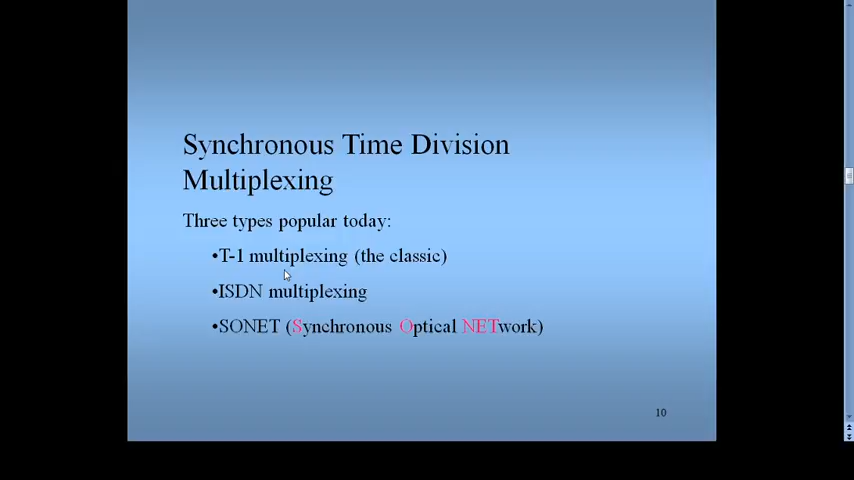 Synchronous Time Division
Multiplexing
Three types popular today:
•T-1 multiplexing (the classic)
•ISDN multiplexing
•SONET (Synchronous Optical NETwork)
10